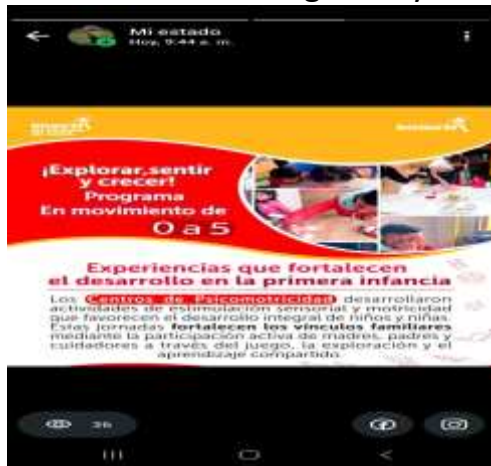 Mi estado
Hoy, 9:44 a. m.
¡Explorar, sentir
y crecer!
Programa
En movimiento de
0 a 5
Experiencias que fortalecen
el desarrollo en la primera infancia
Los Centros de Psicomotricidad desarrollaron
actividades de estimulación sensorial y motricidad
que favorecen el desarrollo integral de niños y niñas.
Estas jornadas fortalecen los vínculos familiares
mediante la participación activa de madres, padres y
cuidadores a través del juego, la exploración y el
aprendizaje compartido.